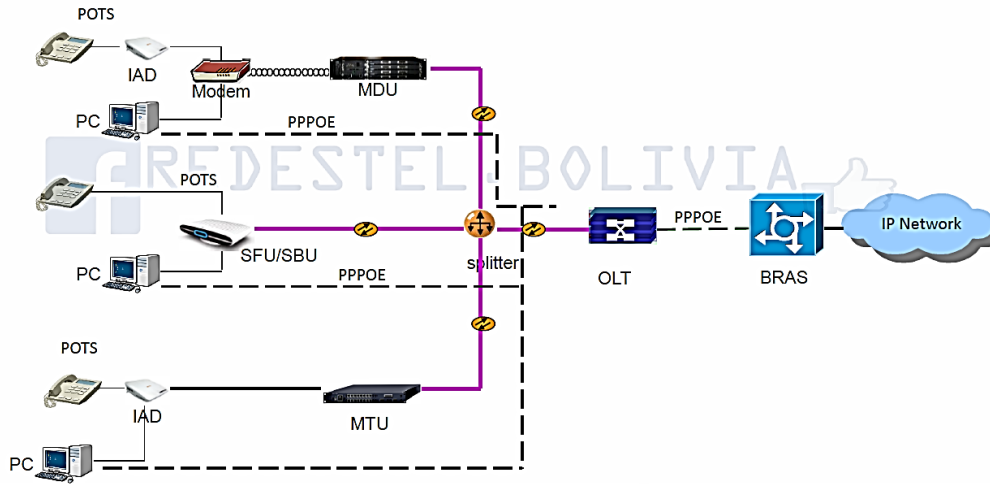 POTS
IAD
Modem
MDU
PC
PPPOE
REDESTEL.BOLIVIA
POTS
SFU/SBU
splitter
PPPOE
IP Network
PC
PPPOE
OLT
BRAS
POTS
IAD
MTU
PC